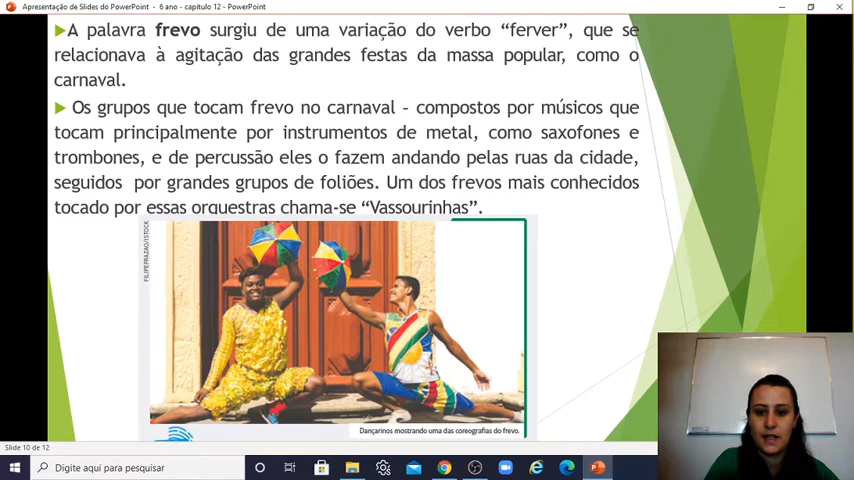 Apresentação de Slides do PowerPoint - 6 ano - capitulo 12 - PowerPoint
A palavra frevo surgiu de uma variação do verbo “ferver”, que se
relacionava à agitação das grandes festas da massa popular, como o
carnaval.
Os grupos que tocam frevo no carnaval – compostos por músicos que
tocam principalmente por instrumentos de metal, como saxofones e
trombones, e de percussão eles o fazem andando pelas ruas da cidade,
seguidos por grandes grupos de foliões. Um dos frevos mais conhecidos
tocado por essas orquestras chama-se “Vassourinhas”.
FILIPEFRAZAO/ISTOCK
Dançarinos mostrando uma das coreografias do frevo.
Slide 10 de 12
Digite aqui para pesquisar